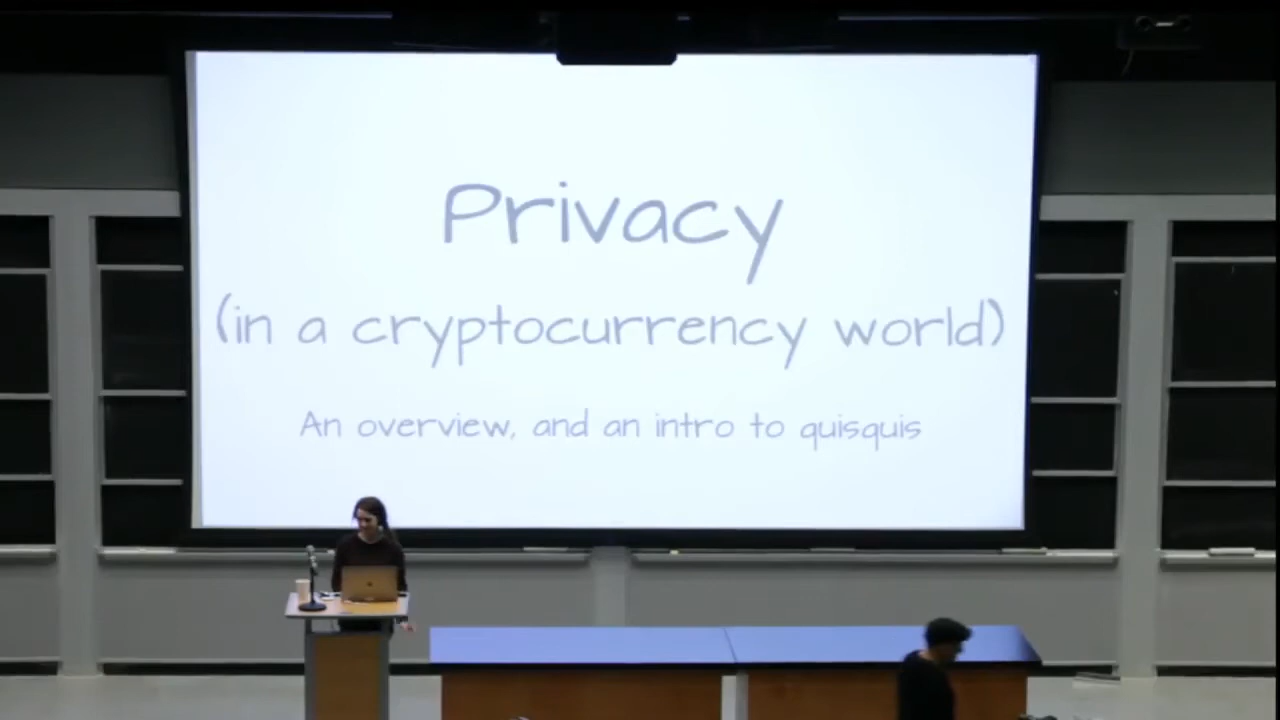 Privacy
(in a cryptocurrency world)
An overview, and an intro to quisquis